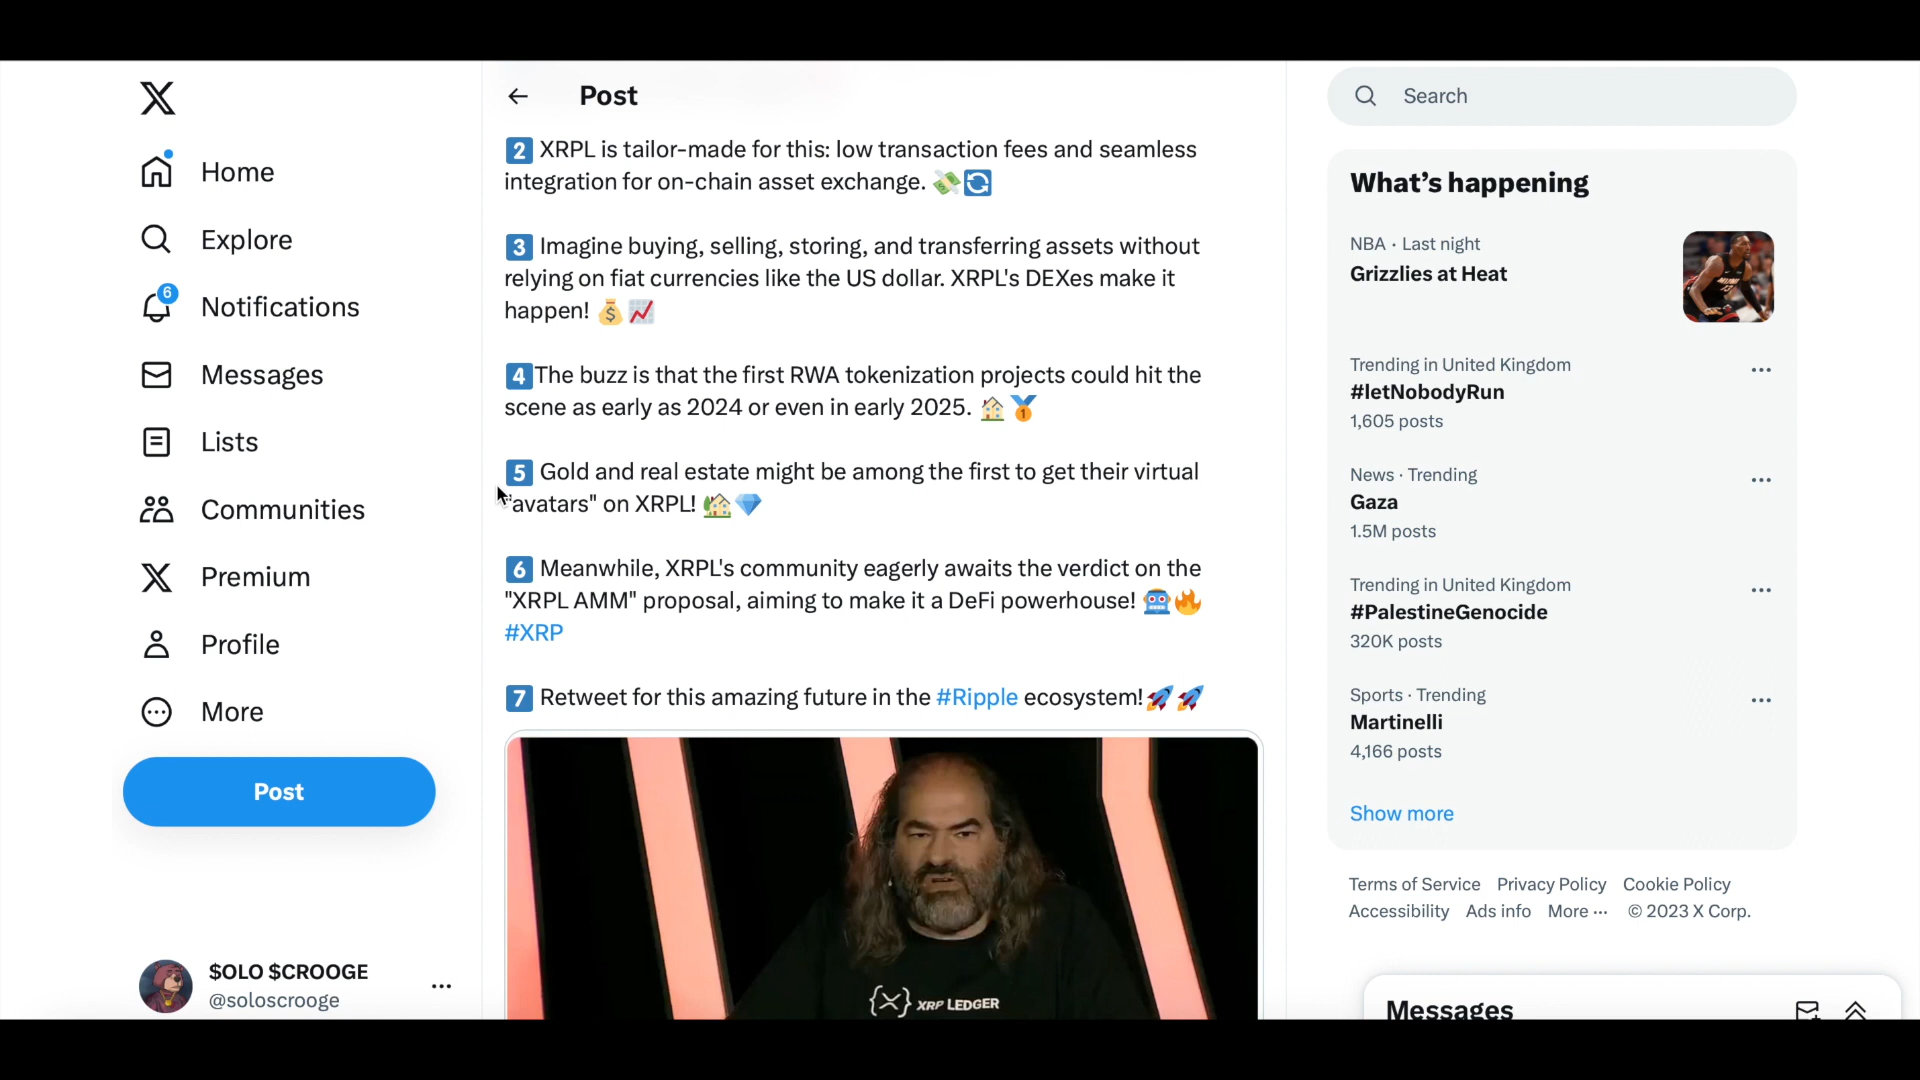 Home
Explore
6
Notifications
Messages
Lists
Communities
Premium
Profile
More
Post
$OLO $CROOGE
@soloscrooge
Post
2 XRPL is tailor-made for this: low transaction fees and seamless
integration for on-chain asset exchange. 💸🔄
3 Imagine buying, selling, storing, and transferring assets without
relying on fiat currencies like the US dollar. XRPL's DEXes make it
happen! 💰📈
4 The buzz is that the first RWA tokenization projects could hit the
scene as early as 2024 or even in early 2025. 🏠🥇
5 Gold and real estate might be among the first to get their virtual
"avatars" on XRPL! 🏡💎
6 Meanwhile, XRPL's community eagerly awaits the verdict on the
"XRPL AMM" proposal, aiming to make it a DeFi powerhouse! 🤖🔥
#XRP
7 Retweet for this amazing future in the #Ripple ecosystem!🚀🚀
XRP LEDGER
Search
What's happening
NBA · Last night
Grizzlies at Heat
Trending in United Kingdom
#letNobodyRun
1,605 posts
News · Trending
Gaza
1.5M posts
Trending in United Kingdom
#PalestineGenocide
320K posts
Sports · Trending
Martinelli
4,166 posts
Show more
Terms of Service Privacy Policy Cookie Policy
Accessibility Ads info More ··· © 2023 X Corp.
Messages